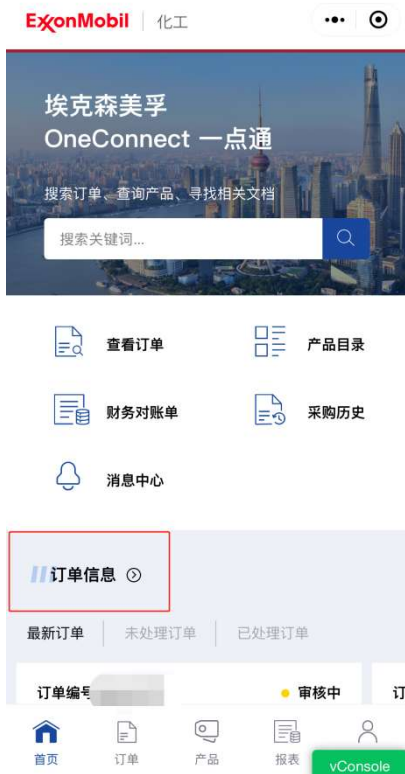 ExxonMobil 化工
埃克森美孚
OneConnect 一点通
搜索订单、查询产品、寻找相关文档
搜索关键词...
查看订单 产品目录
财务对账单 采购历史
消息中心
订单信息
最新订单 未处理订单 已处理订单
订单编号 审核中 订
首页 订单 产品 报表
vConsole